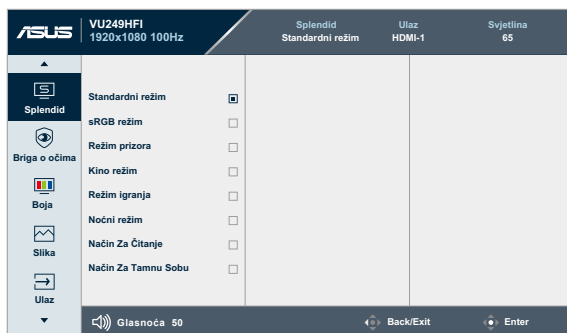 ASUS
VU249HFI
1920x1080 100Hz
Splendid
Standardni režim
Ulaz
HDMI-1
Svjetlina
65
Splendid
Briga o očima
Boja
Slika
Ulaz
Standardni režim
sRGB režim
Režim prizora
Kino režim
Režim igranja
Noćni režim
Način Za Čitanje
Način Za Tamnu Sobu
Glasnoća 50
Back/Exit
Enter